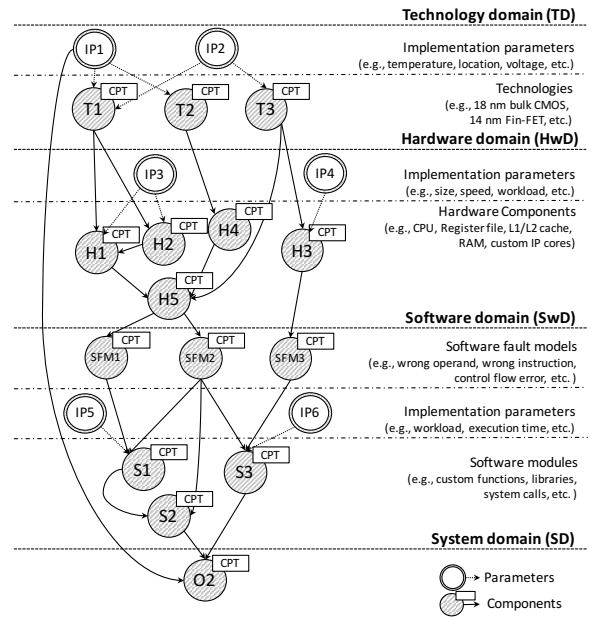 Technology domain (TD)
IP1
IP2
Implementation parameters
(e.g., temperature, location, voltage, etc.)
CPT
CPT
CPT
Technologies
(e.g., 18 nm bulk CMOS,
14 nm Fin-FET, etc.)
T1
T2
T3
Hardware domain (HwD)
IP3
IP4
Implementation parameters
(e.g., size, speed, workload, etc.)
Hardware Components
(e.g., CPU, Register file, L1/L2 cache,
RAM, custom IP cores)
CPT
CPT
CPT
CPT
H1
H2
H4
H3
CPT
H5
Software domain (SwD)
CPT
CPT
CPT
SFM1
SFM2
SFM3
Software fault models
(e.g., wrong operand, wrong instruction,
control flow error, etc. )
IP5
IP6
Implementation parameters
(e.g., workload, execution time, etc.)
CPT
CPT
S1
S3
Software modules
(e.g., custom functions, libraries,
system calls, etc. )
CPT
S2
System domain (SD)
CPT
O2
Parameters
Components